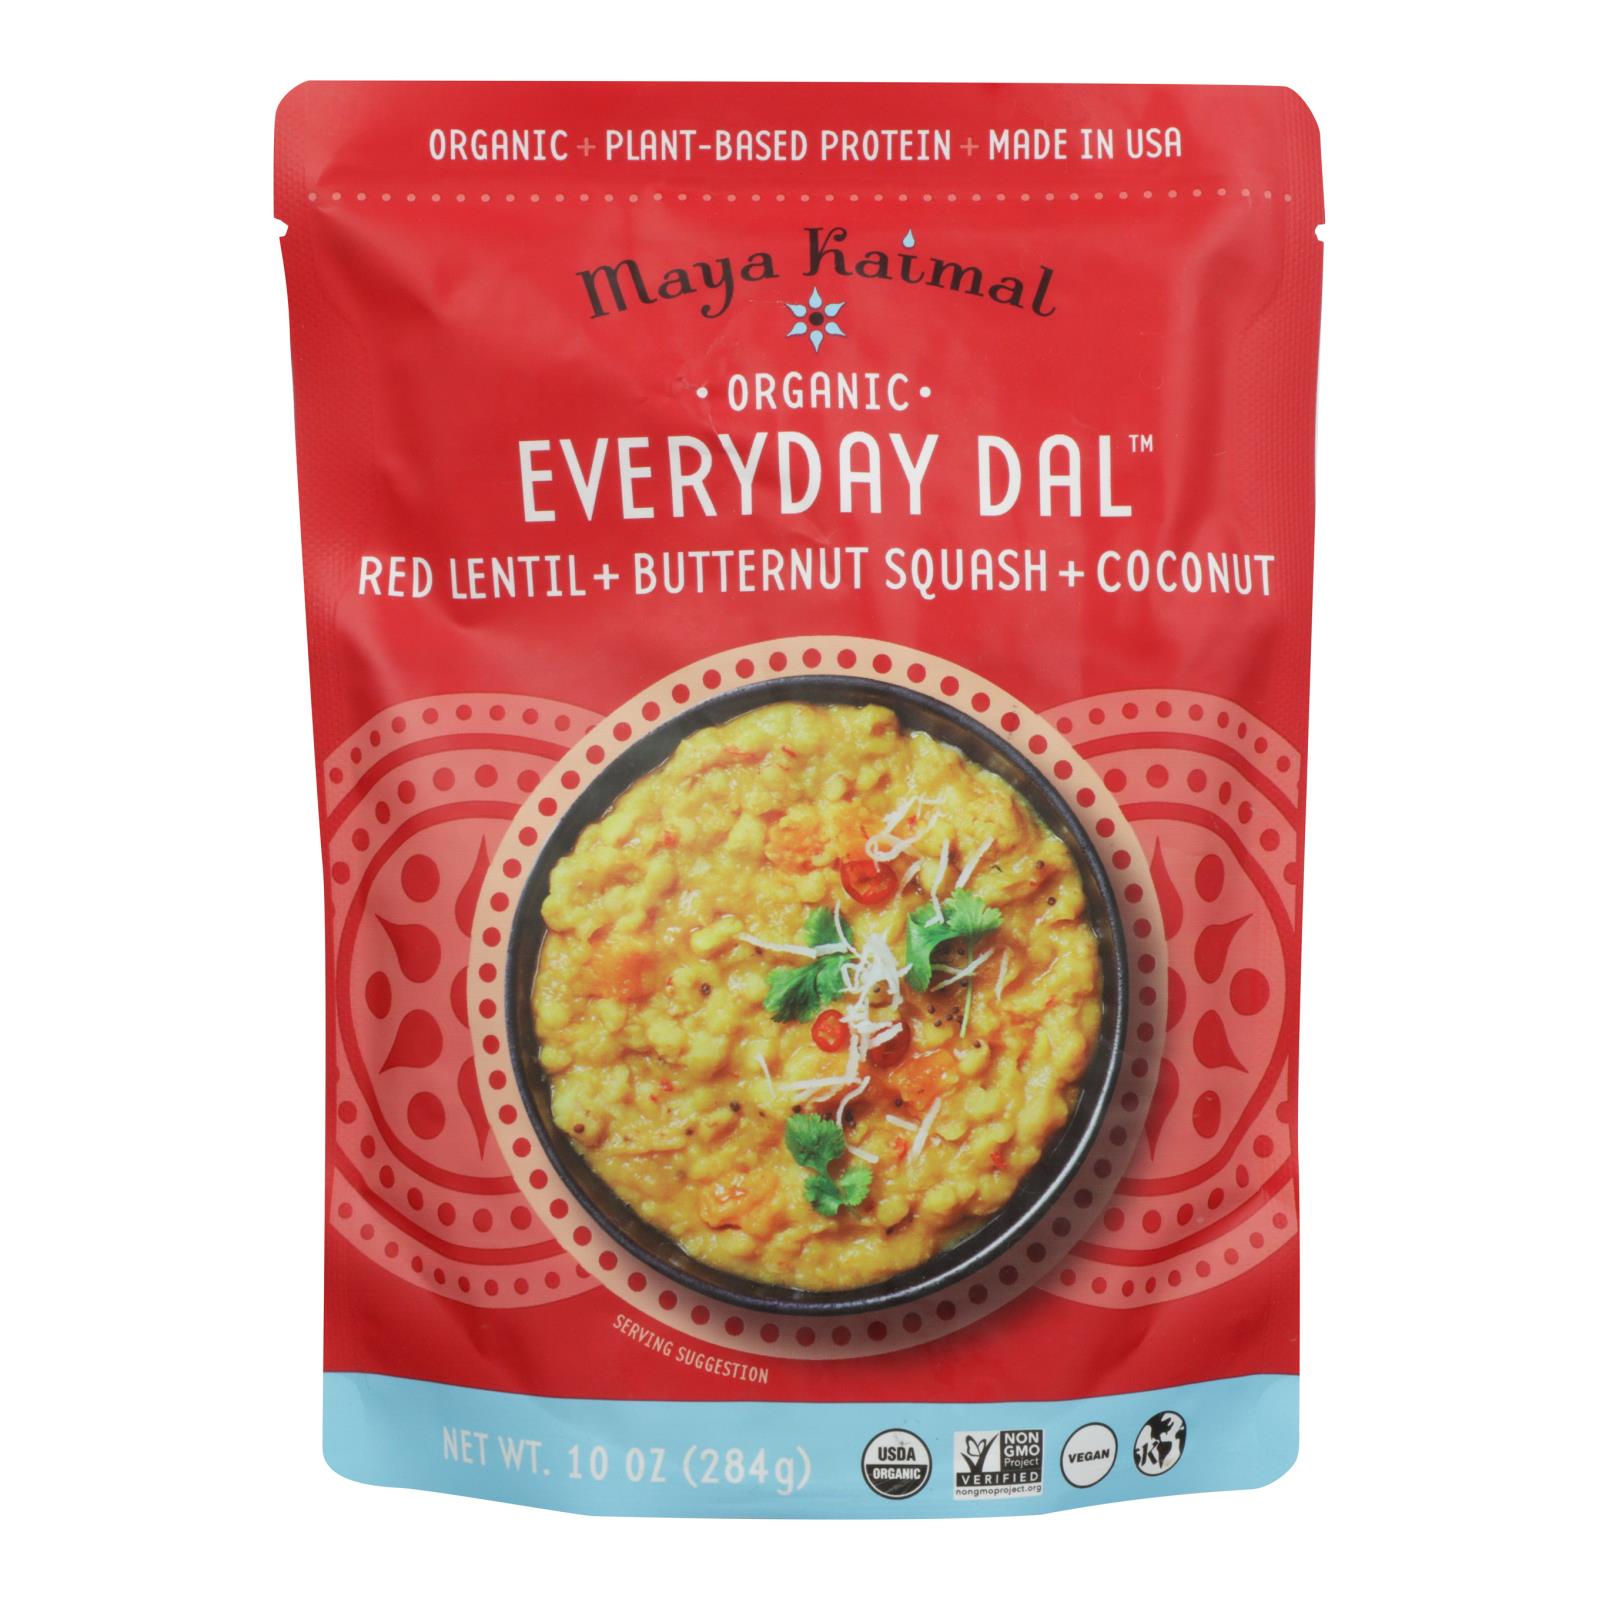 ORGANIC + PLANT-BASED PROTEIN + MADE IN USA
Maya Kaimal
• ORGANIC •
EVERYDAY DAL™
RED LENTIL + BUTTERNUT SQUASH + COCONUT
SERVING SUGGESTION
NET WT. 10 OZ (284g)
USDA
ORGANIC
NON
GMO
Project
VERIFIED
nongmoproject.org
VEGAN
K